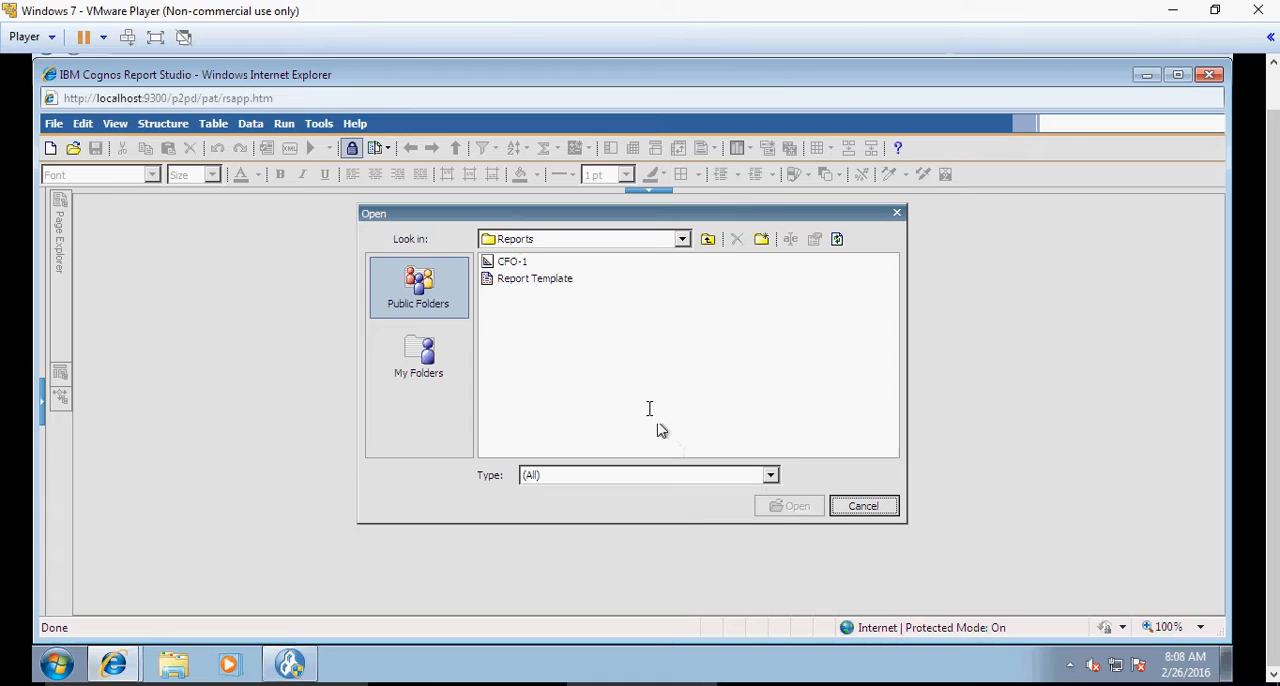 Windows 7 - VMware Player (Non-commercial use only)
Player
IBM Cognos Report Studio - Windows Internet Explorer
http://localhost:9300/p2pd/pat/rsapp.htm
File Edit View Structure Table Data Run Tools Help
Font Size B I U 1 pt
Page Explorer
Open
Look in: Reports
CFO-1
Report Template
Public Folders
My Folders
Type: (All)
Open Cancel
Done Internet | Protected Mode: On 100%
8:08 AM
2/26/2016